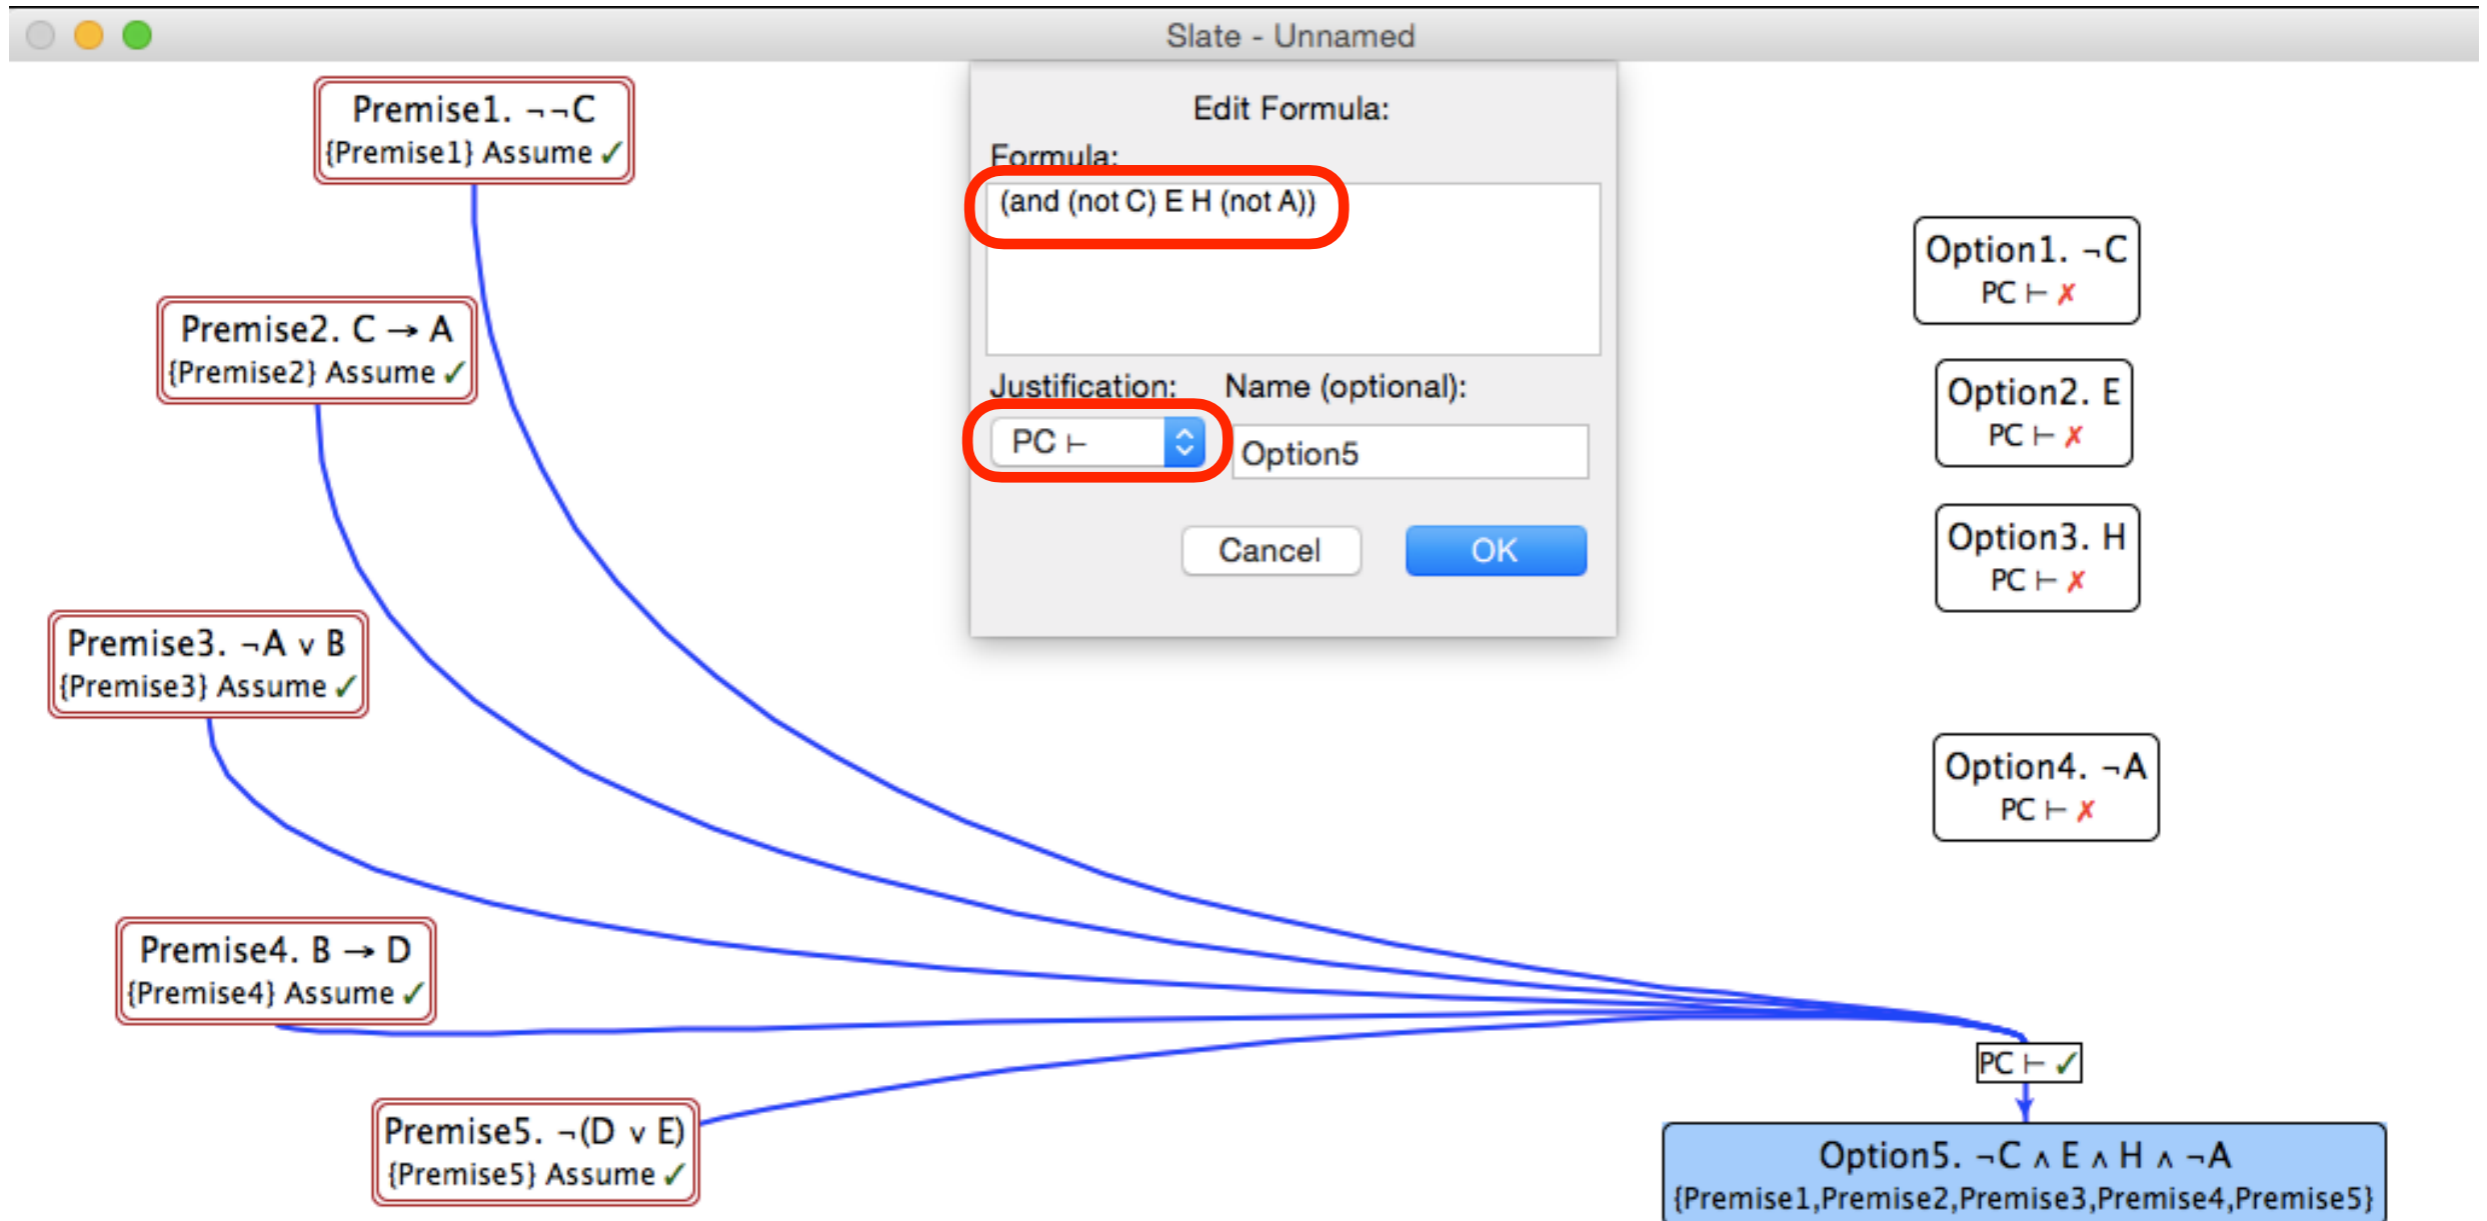 Slate - Unnamed
Premise1. ¬¬C
{Premise1} Assume ✓
Premise2. C → A
{Premise2} Assume ✓
Premise3. ¬A ∨ B
{Premise3} Assume ✓
Premise4. B → D
{Premise4} Assume ✓
Premise5. ¬(D ∨ E)
{Premise5} Assume ✓
Edit Formula:
Formula:
(and (not C) E H (not A))
Justification: Name (optional):
PC ⊢ Option5
Cancel OK
Option1. ¬C
PC ⊢ ✗
Option2. E
PC ⊢ ✗
Option3. H
PC ⊢ ✗
Option4. ¬A
PC ⊢ ✗
PC ⊢ ✓
Option5. ¬C ∧ E ∧ H ∧ ¬A
{Premise1,Premise2,Premise3,Premise4,Premise5}